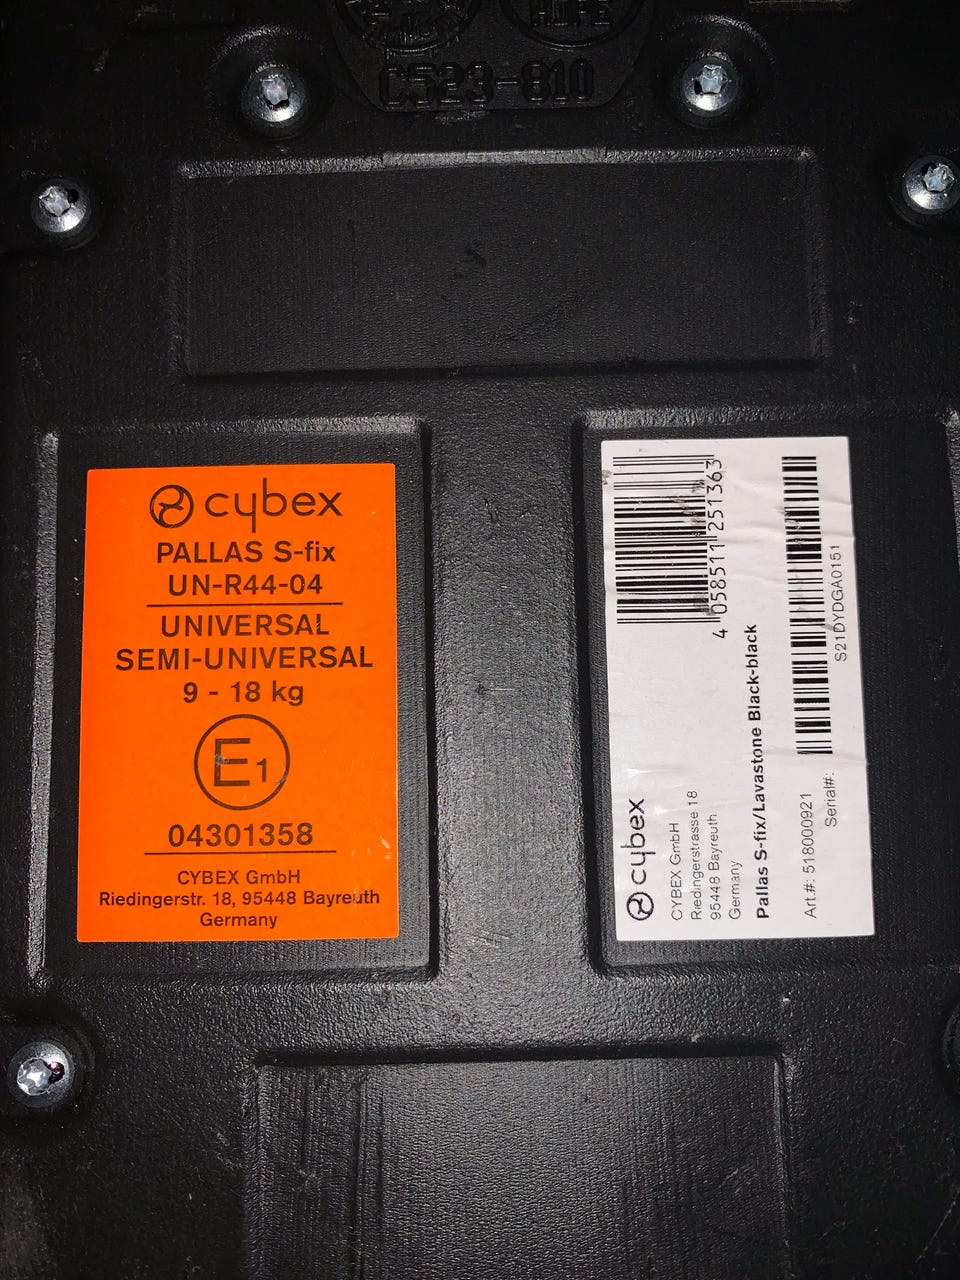 HDPE
C523-810
cybex
PALLAS S-fix
UN-R44-04
UNIVERSAL
SEMI-UNIVERSAL
9 - 18 kg
E1
04301358
CYBEX GmbH
Riedingerstr. 18, 95448 Bayreuth
Germany
4 058511 251363
cybex
CYBEX GmbH
Riedingerstrasse 18
95448 Bayreuth
Germany
Pallas S-fix/Lavastone Black-black
Art.#: 518000921
Serial#:
S21DYDGA0151